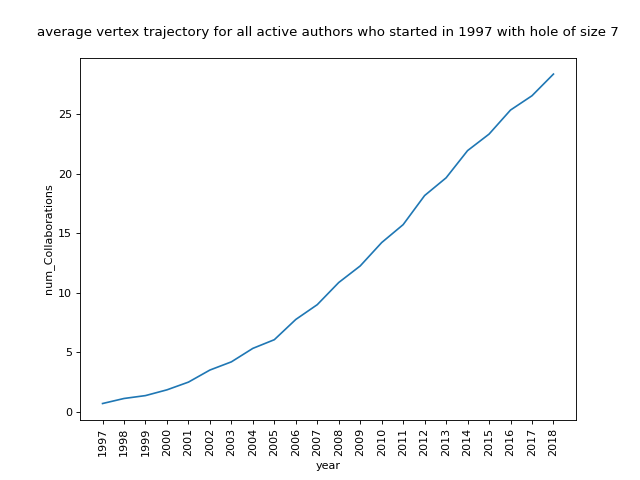 average vertex trajectory for all active authors who started in 1997 with hole of size 7
25
20
15
10
5
0
num_Collaborations
1997 1998 1999 2000 2001 2002 2003 2004 2005 2006 2007 2008 2009 2010 2011 2012 2013 2014 2015 2016 2017 2018
year